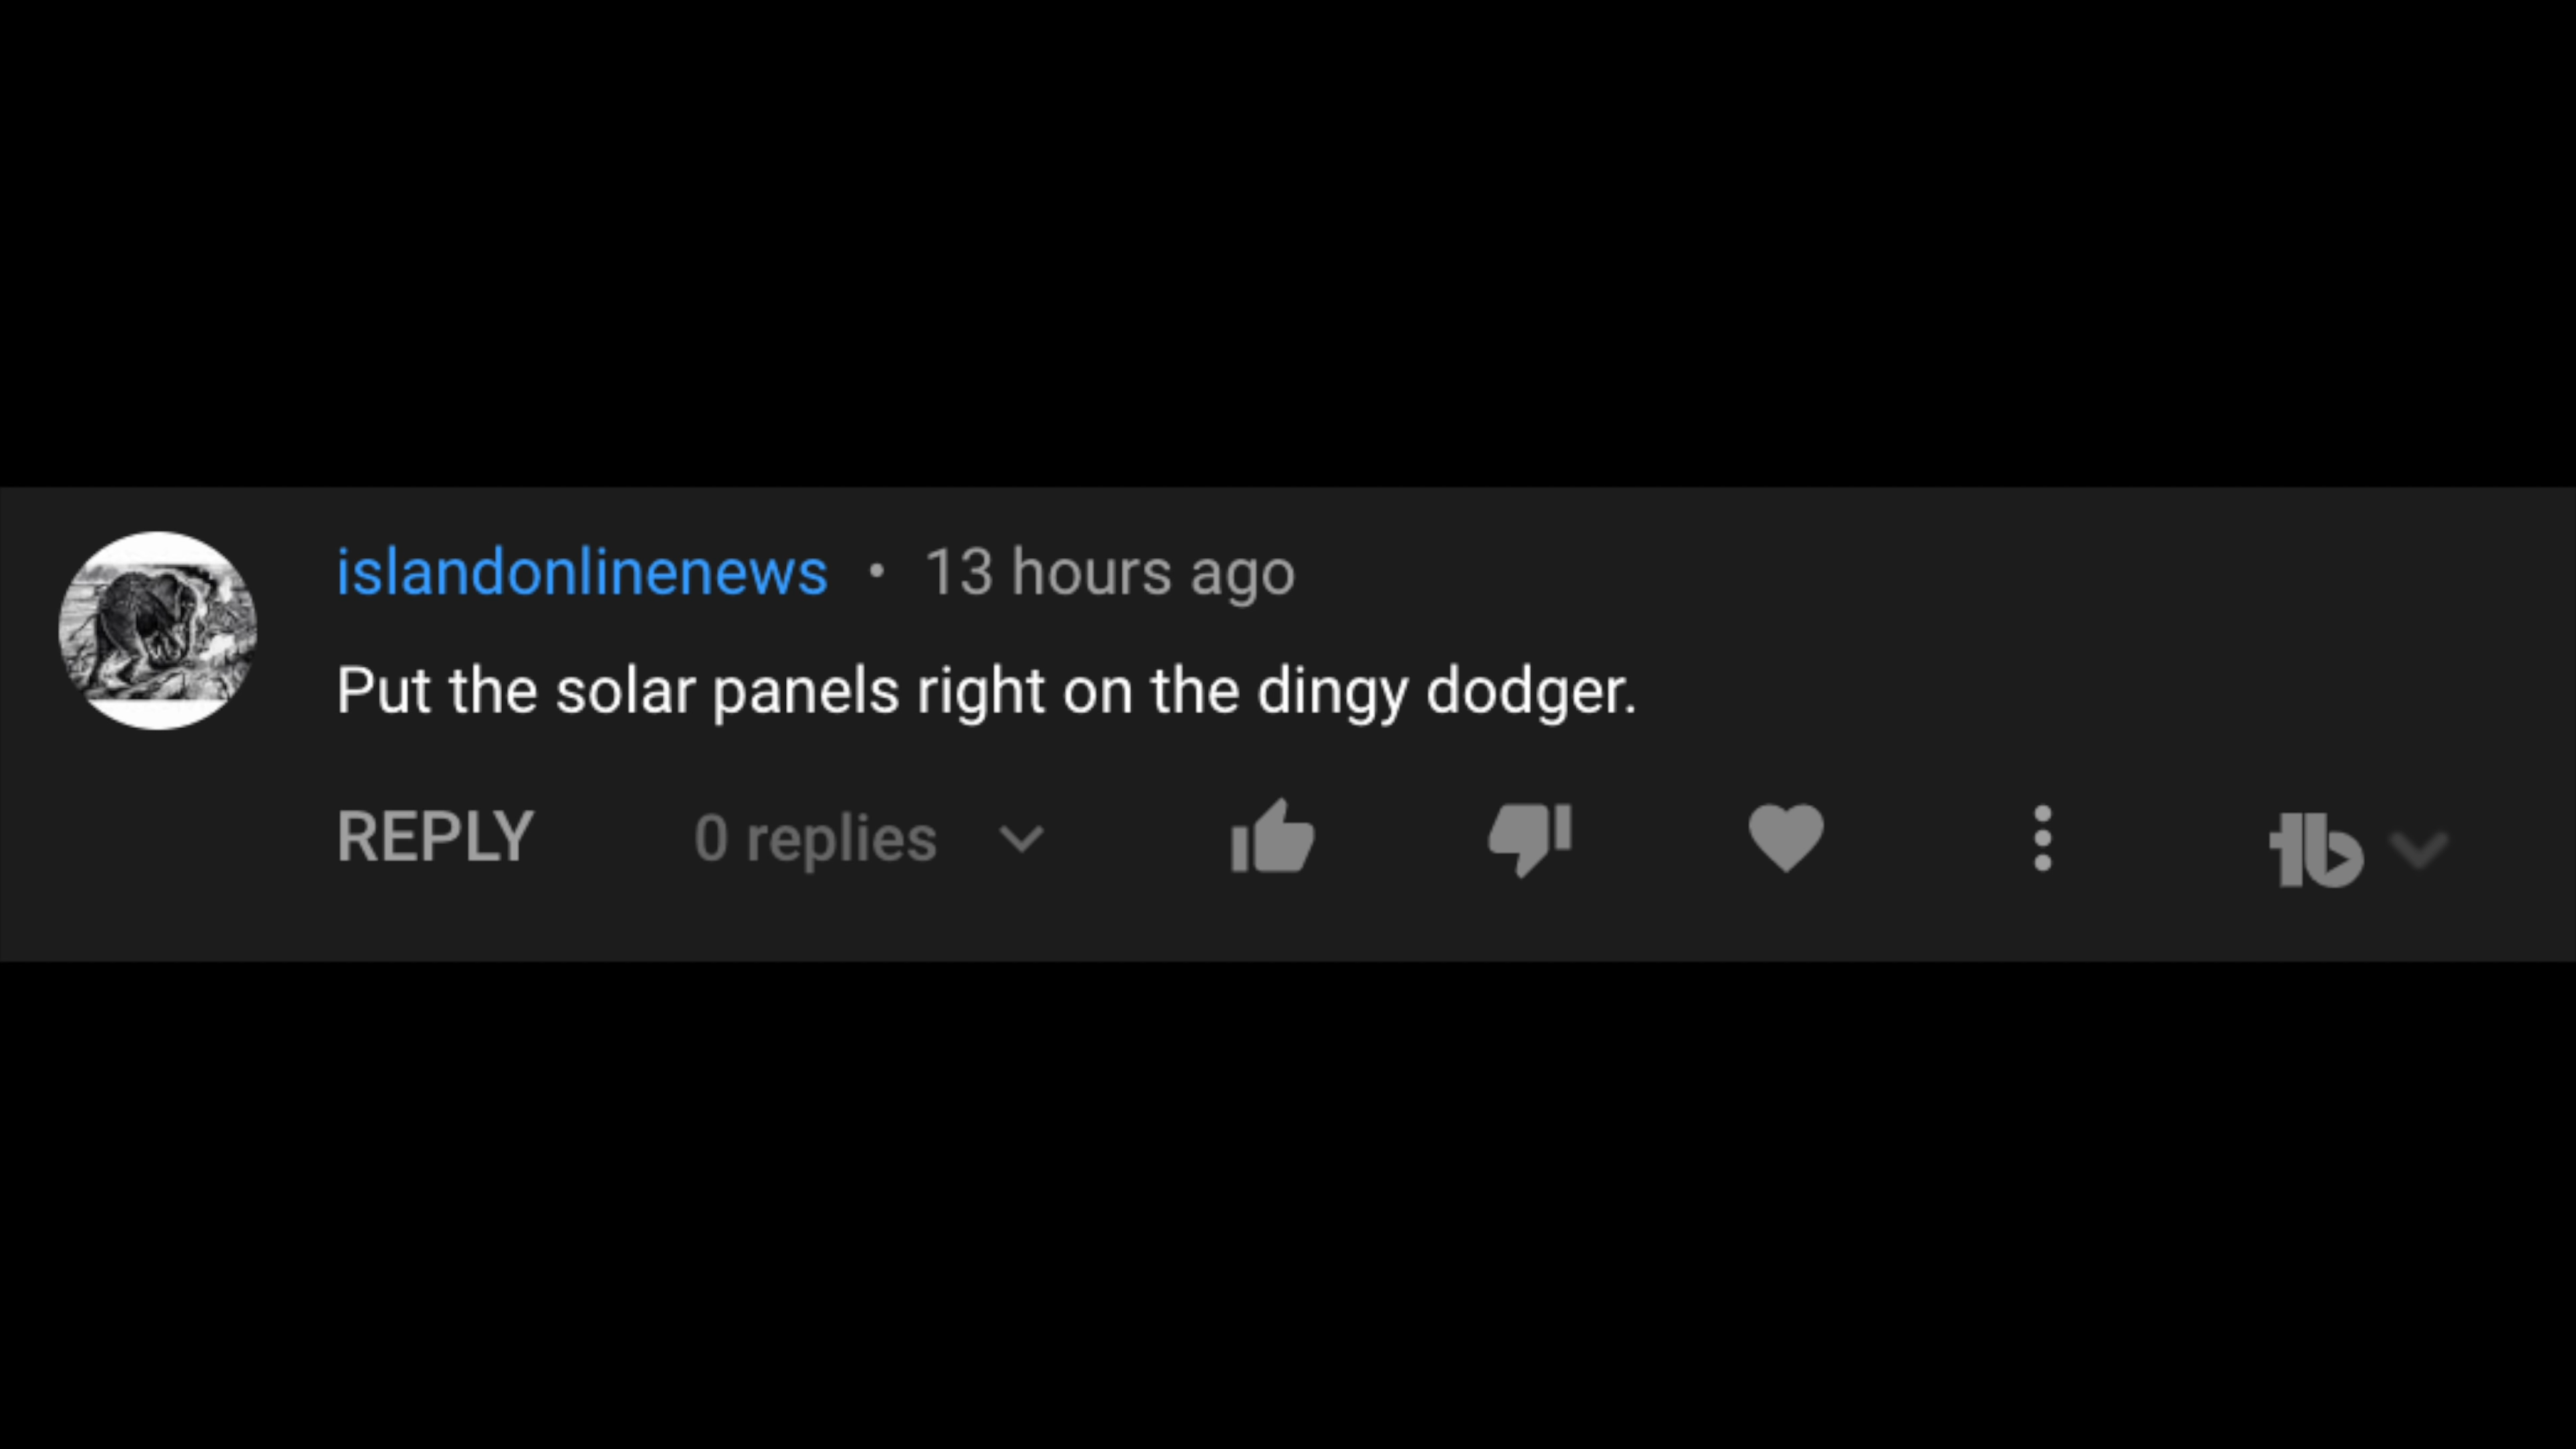 islandonlinenews • 13 hours ago
Put the solar panels right on the dingy dodger.
REPLY 0 replies